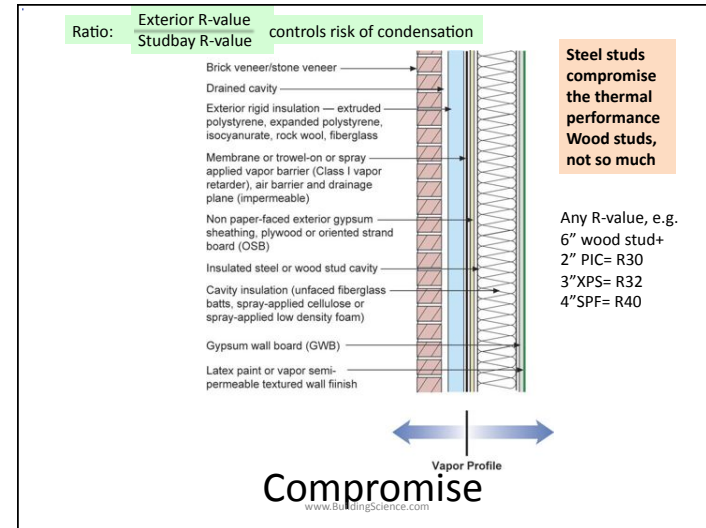 Ratio: Exterior R-value
Studbay R-value controls risk of condensation
Brick veneer/stone veneer
Drained cavity
Exterior rigid insulation — extruded
polystyrene, expanded polystyrene,
isocyanurate, rock wool, fiberglass
Membrane or trowel-on or spray
applied vapor barrier (Class I vapor
retarder), air barrier and drainage
plane (impermeable)
Non paper-faced exterior gypsum
sheathing, plywood or oriented strand
board (OSB)
Insulated steel or wood stud cavity
Cavity insulation (unfaced fiberglass
batts, spray-applied cellulose or
spray-applied low density foam)
Gypsum wall board (GWB)
Latex paint or vapor semi-
permeable textured wall fiinish
Steel studs
compromise
the thermal
performance
Wood studs,
not so much
Any R-value, e.g.
6” wood stud+
2” PIC= R30
3”XPS= R32
4”SPF= R40
Vapor Profile
Compromise
www.BuildingScience.com